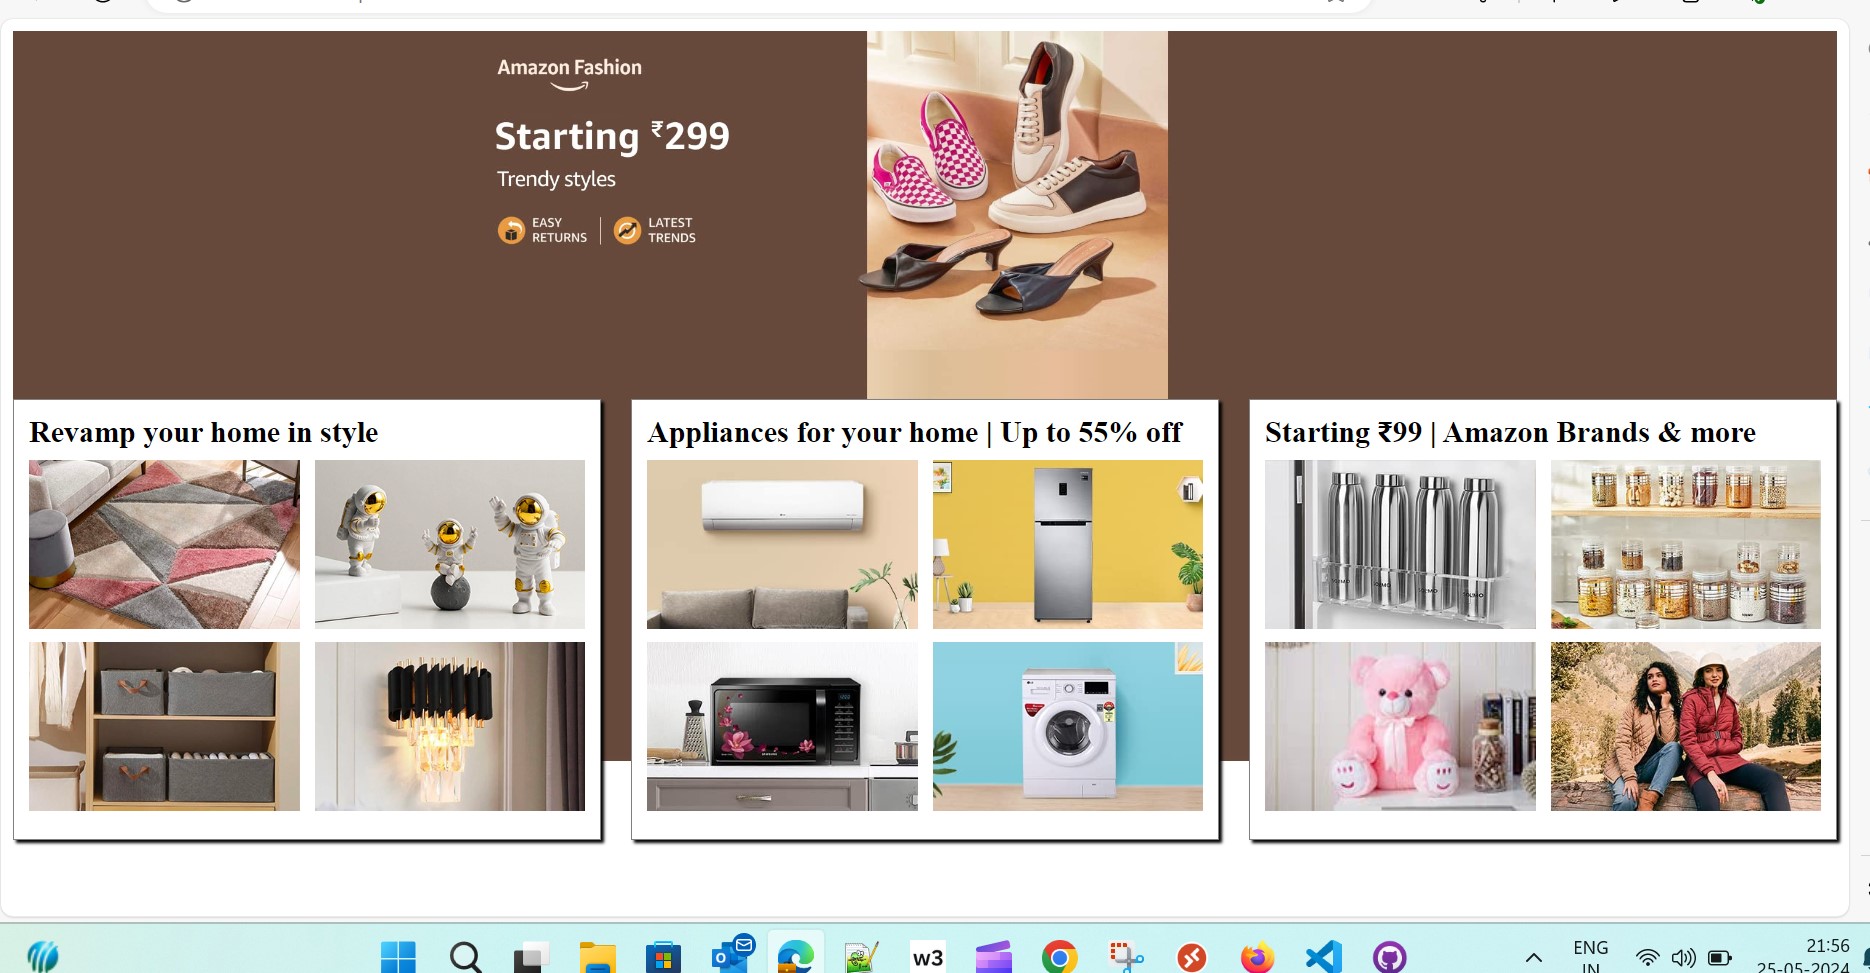 Amazon Fashion
Starting ₹299
Trendy styles
EASY
RETURNS
LATEST
TRENDS
Revamp your home in style
Appliances for your home | Up to 55% off
Starting ₹99 | Amazon Brands & more
w3
ENG
IN
21:56
25-05-2024